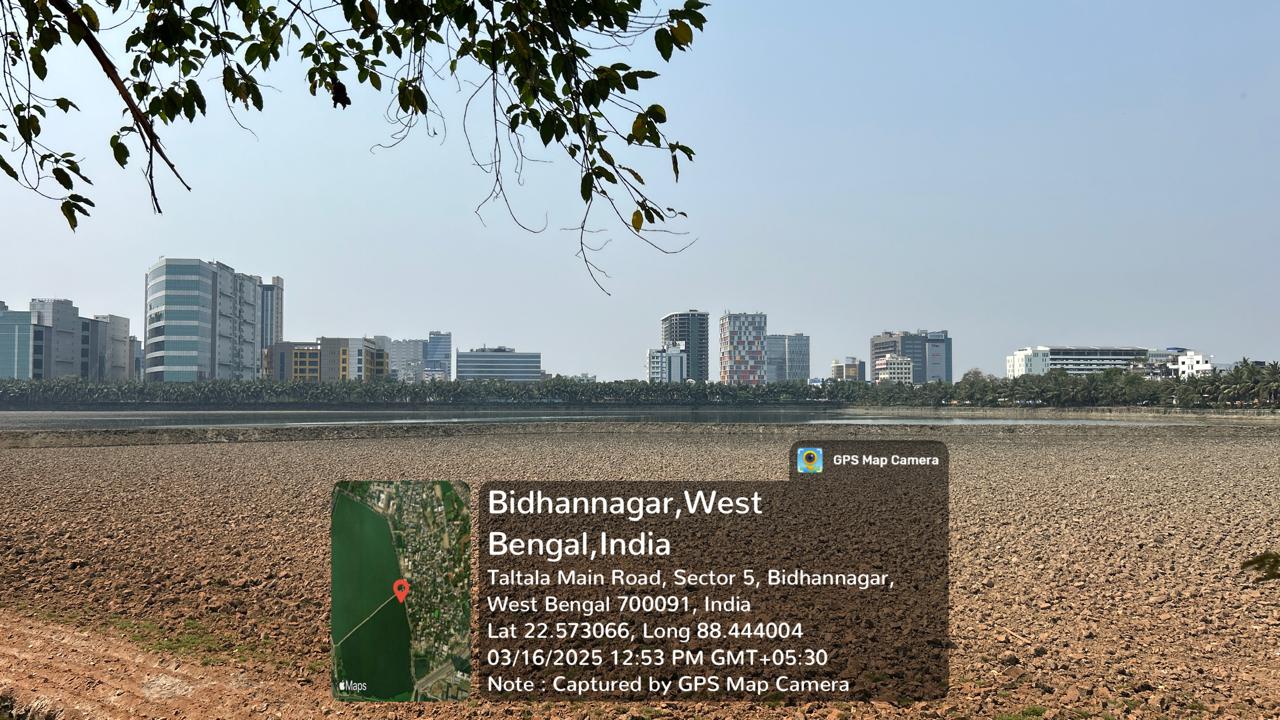 GPS Map Camera
Bidhannagar,West
Bengal,India
Taltala Main Road, Sector 5, Bidhannagar,
West Bengal 700091, India
Lat 22.573066, Long 88.444004
03/16/2025 12:53 PM GMT+05:30
Note : Captured by GPS Map Camera
Maps